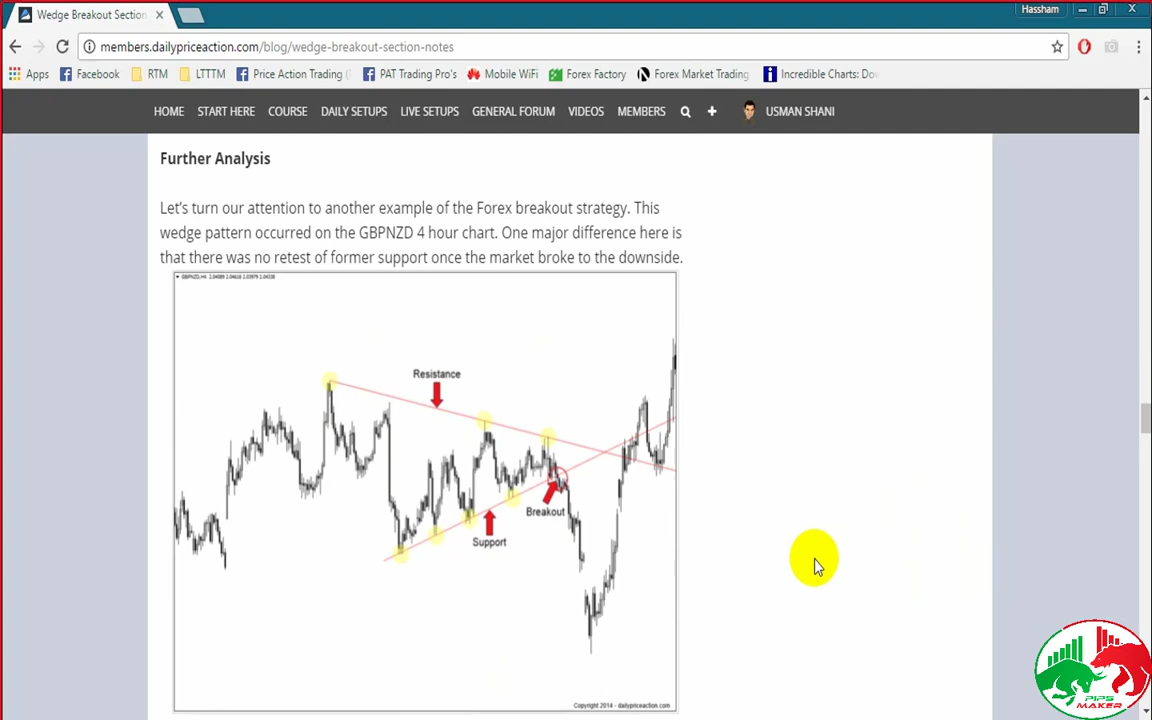 Wedge Breakout Section
Hassham
members.dailypriceaction.com/blog/wedge-breakout-section-notes
Apps
Facebook
RTM
LTTTM
Price Action Trading (
PAT Trading Pro's
Mobile WiFi
Forex Factory
Forex Market Trading
Incredible Charts: Do
HOME
START HERE
COURSE
DAILY SETUPS
LIVE SETUPS
GENERAL FORUM
VIDEOS
MEMBERS
USMAN SHANI
Further Analysis
Let's turn our attention to another example of the Forex breakout strategy. This
wedge pattern occurred on the GBPNZD 4 hour chart. One major difference here is
that there was no retest of former support once the market broke to the downside.
Resistance
Breakout
Support
Copyright 2014 - dailypriceaction.com
PIPS
MAKER